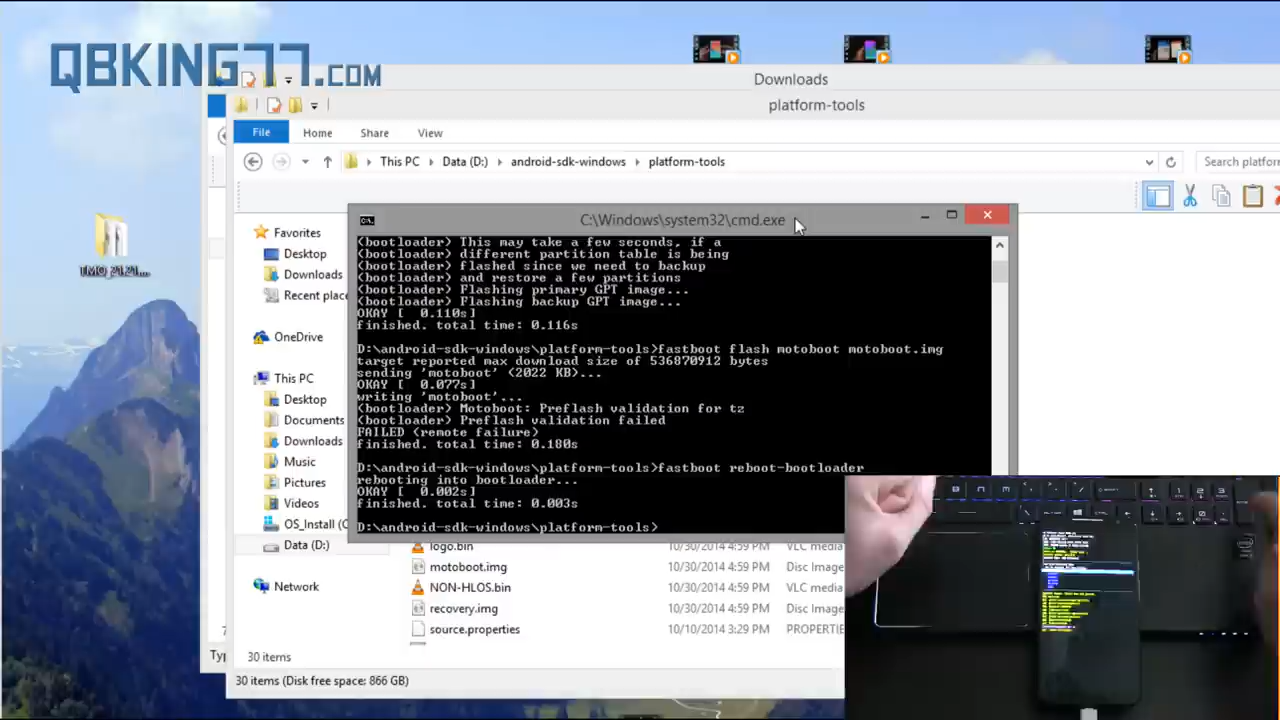 QBKING77.COM
Downloads
platform-tools
File Home Share View
This PC Data (D:) android-sdk-windows platform-tools
Search platfor
C:\Windows\system32\cmd.exe
TMO_21.21....
Favorites
Desktop
Downloads
Recent place
OneDrive
This PC
Desktop
Documents
Downloads
Music
Pictures
Videos
OS_Install (C
Data (D:)
Network
(bootloader) This may take a few seconds, if a
(bootloader) different partition table is being
(bootloader) flashed since we need to backup
(bootloader) and restore a few partitions
(bootloader) Flashing primary GPT image...
(bootloader) Flashing backup GPT image...
OKAY [  0.110s]
finished. total time: 0.116s
D:\android-sdk-windows\platform-tools>fastboot flash motoboot motoboot.img
target reported max download size of 536870912 bytes
sending 'motoboot' (2022 KB)...
OKAY [  0.077s]
writing 'motoboot'...
(bootloader) Motoboot: Preflash validation for tz
(bootloader) Preflash validation failed
FAILED (remote failure)
finished. total time: 0.180s
D:\android-sdk-windows\platform-tools>fastboot reboot-bootloader
rebooting into bootloader...
OKAY [  0.002s]
finished. total time: 0.003s
D:\android-sdk-windows\platform-tools>
logo.bin 10/30/2014 4:59 PM VLC media
motoboot.img 10/30/2014 4:59 PM Disc Image
NON-HLOS.bin 10/30/2014 4:59 PM VLC media
recovery.img 10/30/2014 4:59 PM Disc Image
source.properties 10/10/2014 3:29 PM PROPERTIE
30 items
Typ
30 items (Disk free space: 866 GB)